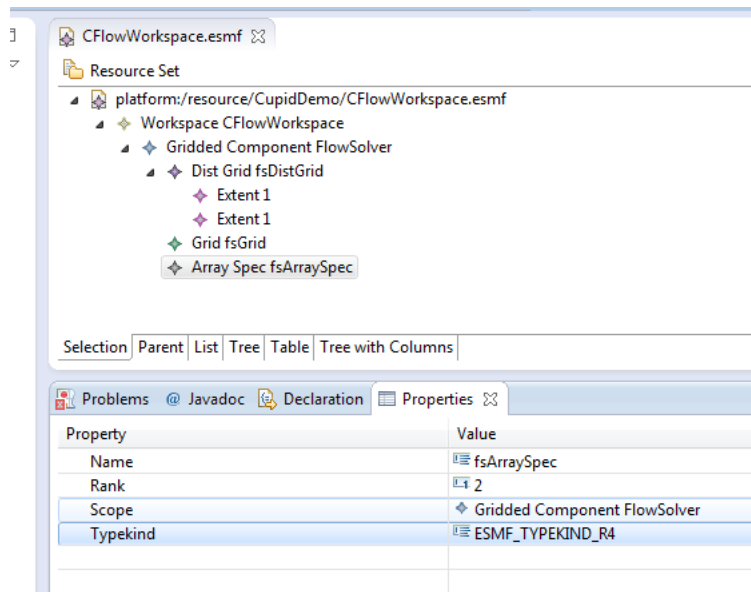 CFlowWorkspace.esmf
Resource Set
platform:/resource/CupidDemo/CFlowWorkspace.esmf
Workspace CFlowWorkspace
Gridded Component FlowSolver
Dist Grid fsDistGrid
Extent 1
Extent 1
Grid fsGrid
Array Spec fsArraySpec
Selection Parent List Tree Table Tree with Columns
Problems @ Javadoc Declaration Properties
Property Value
Name fsArraySpec
Rank 2
Scope Gridded Component FlowSolver
Typekind ESMF_TYPEKIND_R4